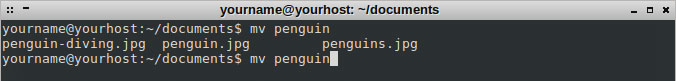 yourname@yourhost: ~/documents
yourname@yourhost:~/documents$ mv penguin
penguin-diving.jpg  penguin.jpg         penguins.jpg
yourname@yourhost:~/documents$ mv penguin